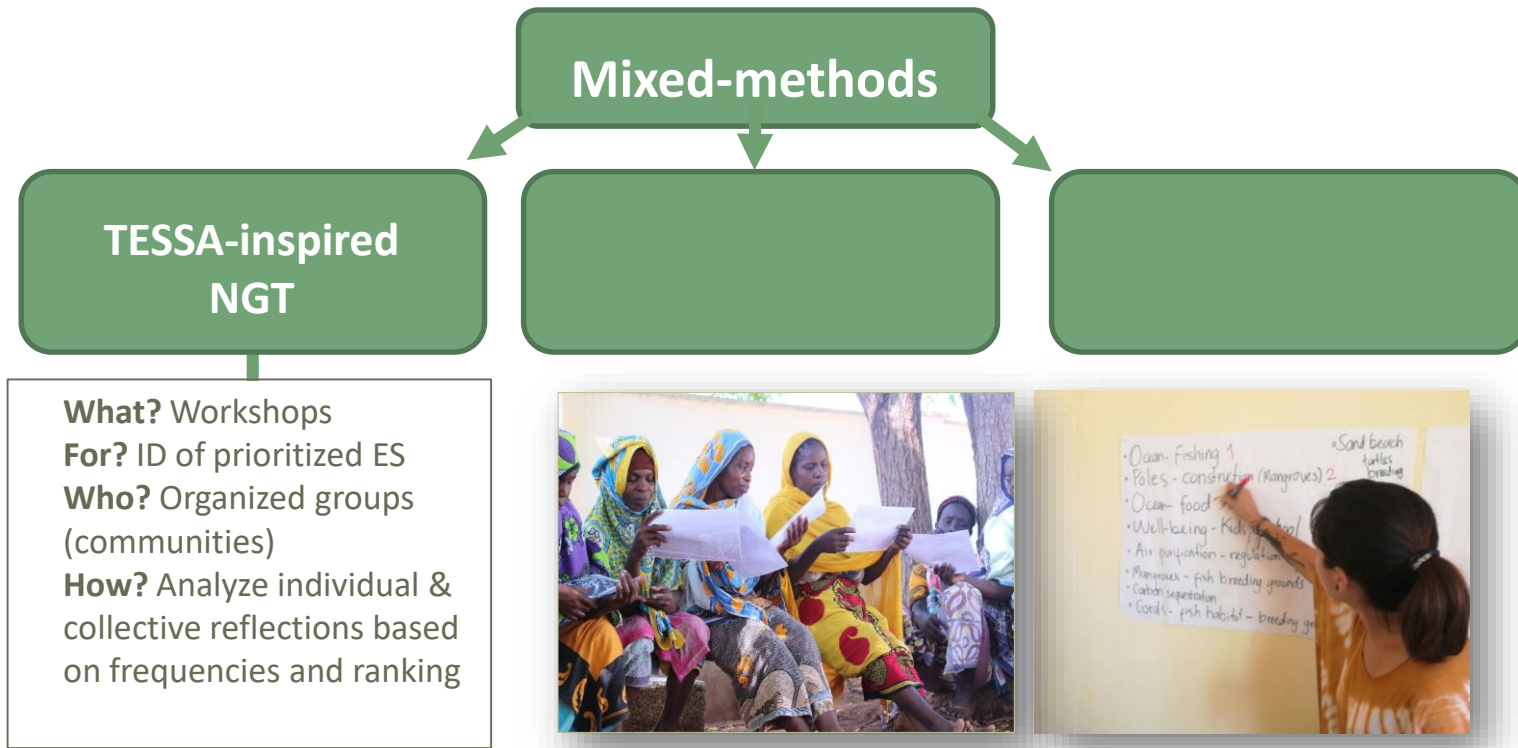 Mixed-methods
TESSA-inspired
NGT
What? Workshops
For? ID of prioritized ES
Who? Organized groups
(communities)
How? Analyze individual &
collective reflections based
on frequencies and ranking
• Ocean - Fishing 1
• Poles - construction (Mangroves) 2
• Ocean - food
• Well-being - Kids
• Air purification - regulation
• Mangroves - fish breeding grounds
Carbon sequestration
• Corals - fish habitat - breeding
• Sand beach
turtles
breeding